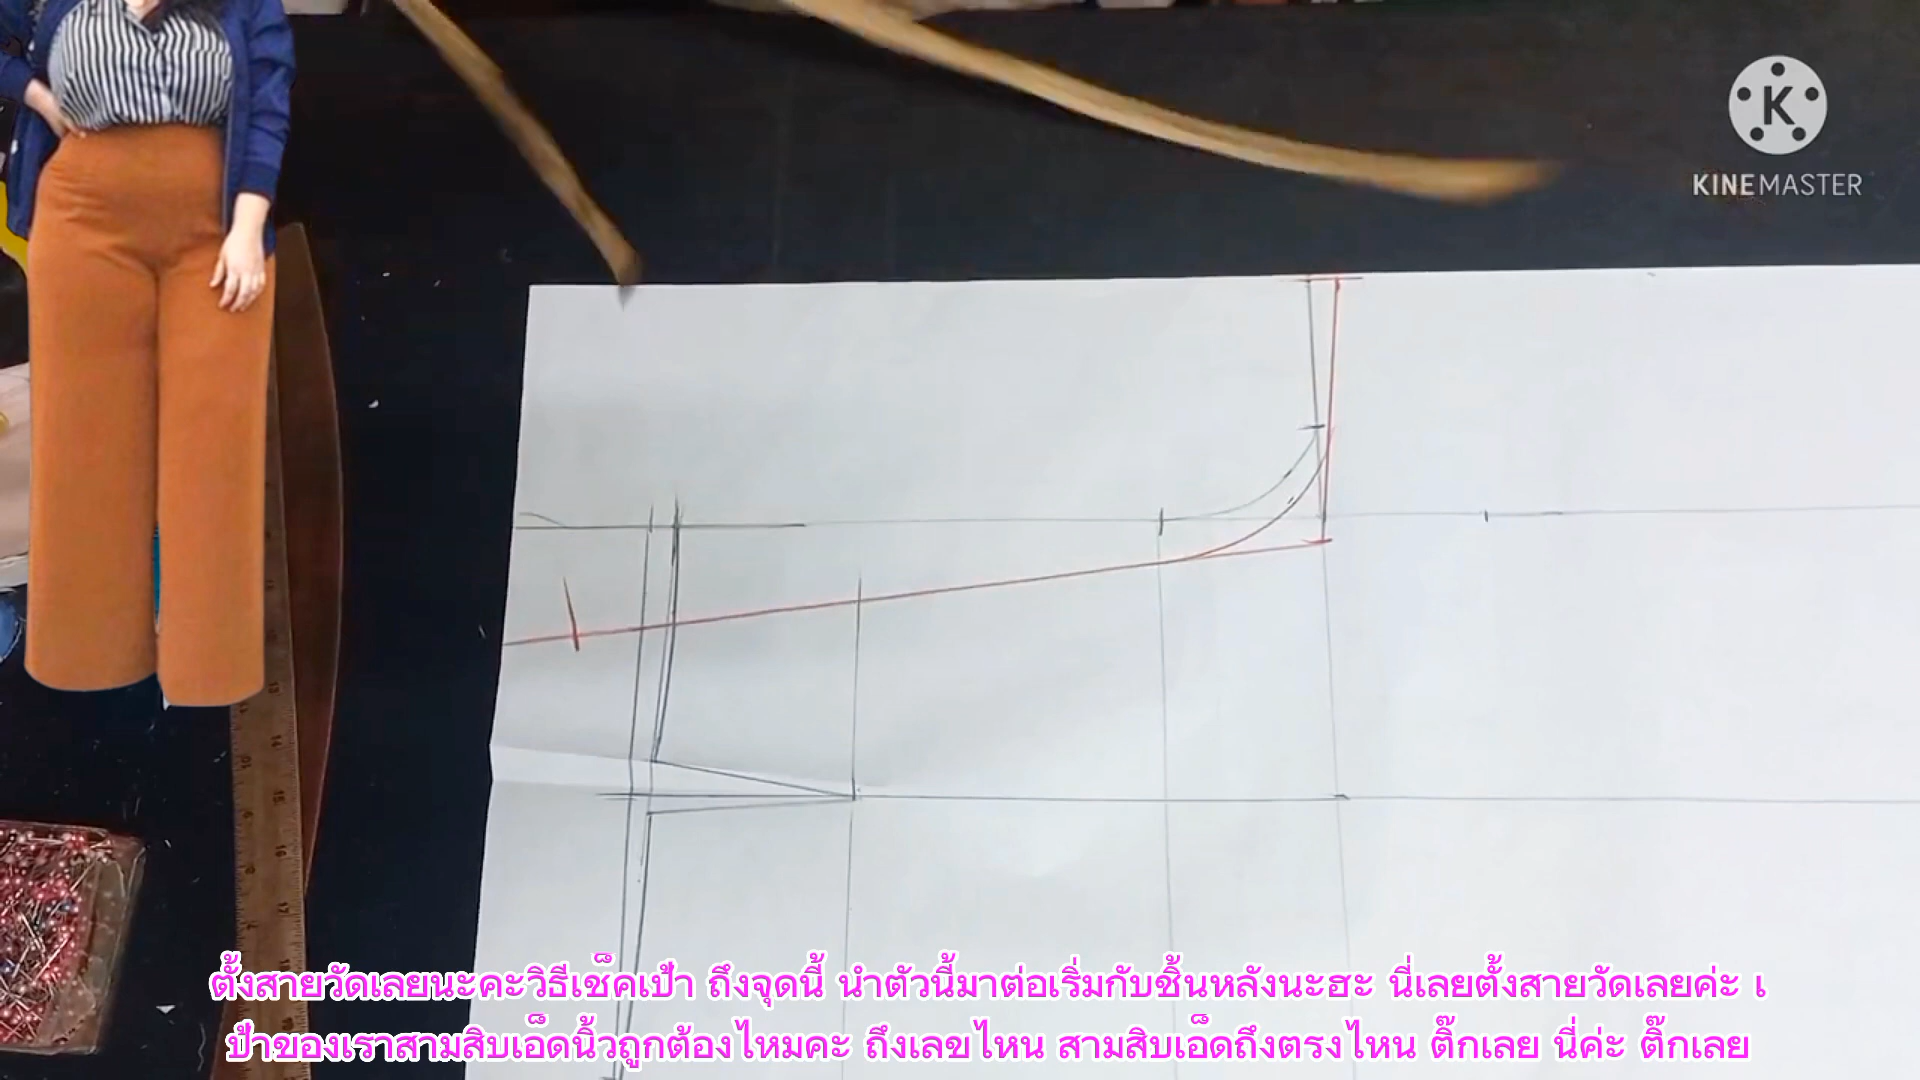 KINEMASTER
ตั้งสายวัดเลยนะคะวิธีเช็คเป้า ถึงจุดนี้ นำตัวนี้มาต่อเริ่มกับชิ้นหลังนะฮะ นี่เลยตั้งสายวัดเลยค่ะ เ
ป้าของเราสามสิบเอ็ดนิ้วถูกต้องไหมคะ ถึงเลขไหน สามสิบเอ็ดถึงตรงไหน ติ๊กเลย นี่ค่ะ ติ๊กเลย